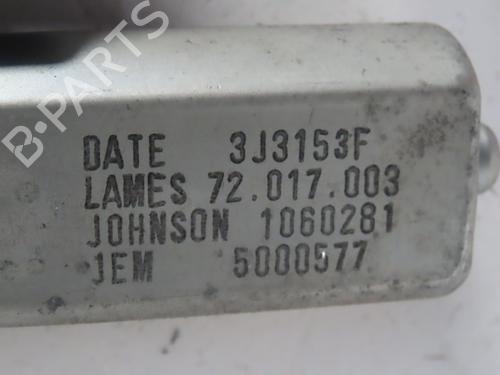 B-PARTS
DATE 3J3153F
LAMES 72.017.003
JOHNSON 1060281
JEM 5000577